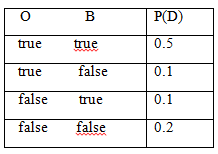 O B P(D)
true true 0.5
true false 0.1
false true 0.1
false false 0.2